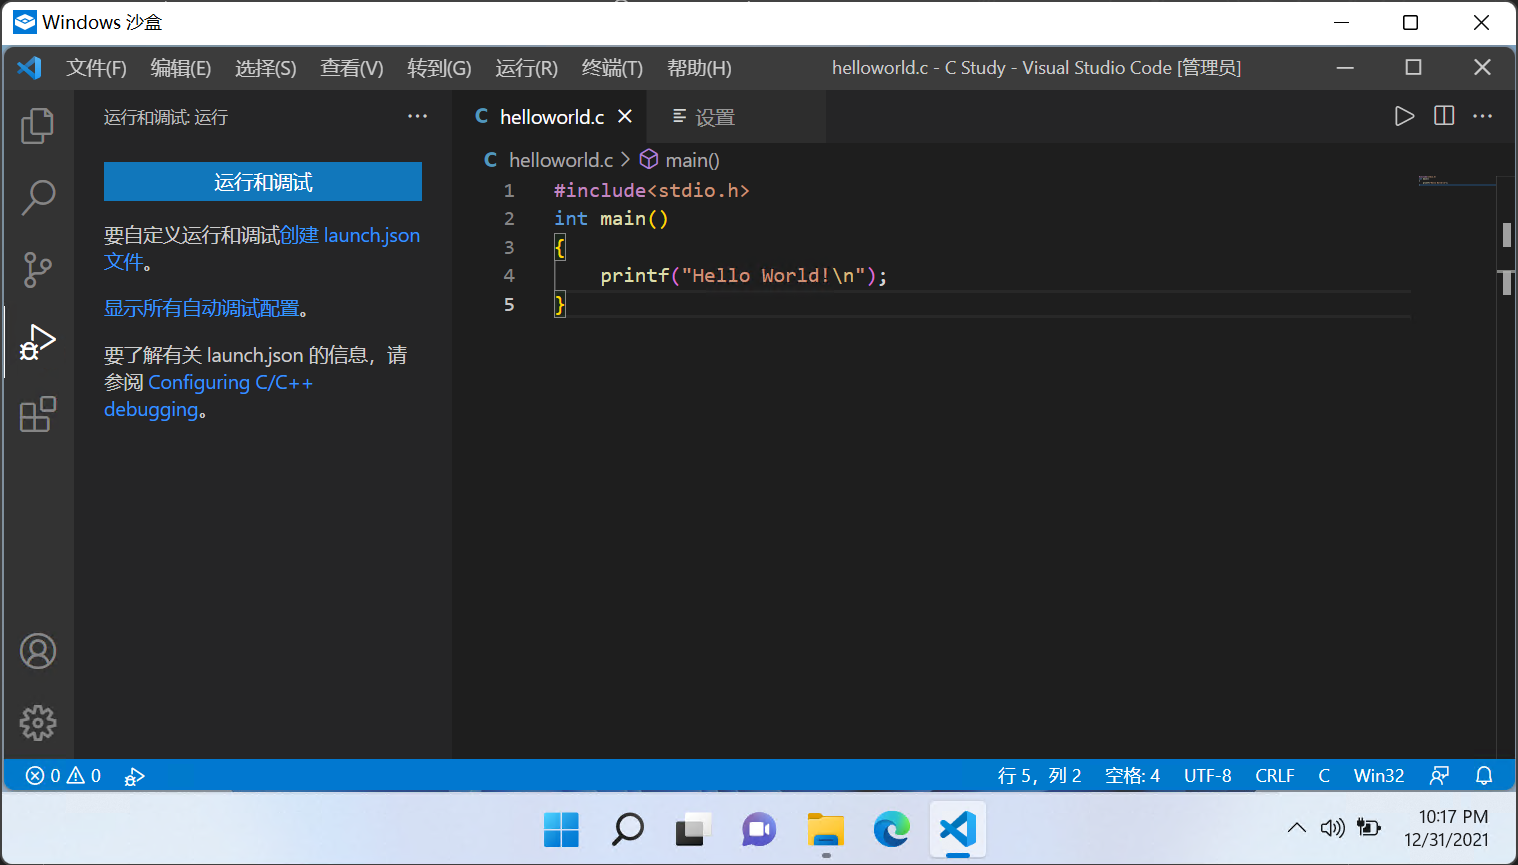 Windows 沙盒
文件(F) 编辑(E) 选择(S) 查看(V) 转到(G) 运行(R) 终端(T) 帮助(H) helloworld.c - C Study - Visual Studio Code [管理员]
运行和调试: 运行
运行和调试
要自定义运行和调试创建 launch.json
文件。
显示所有自动调试配置。
要了解有关 launch.json 的信息，请
参阅 Configuring C/C++
debugging。
C helloworld.c 设置
C helloworld.c > main()
1 #include<stdio.h>
2 int main()
3 {
4     printf("Hello World!\n");
5 }
0 0 行 5，列 2 空格: 4 UTF-8 CRLF C Win32
10:17 PM
12/31/2021